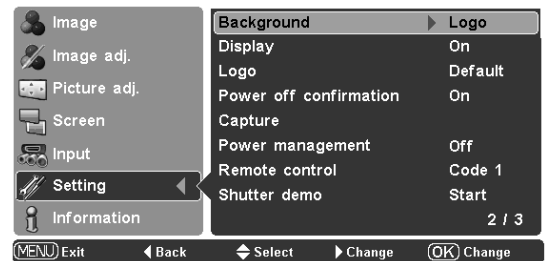 Image
Image adj.
Picture adj.
Screen
Input
Setting
Information
Background Logo
Display On
Logo Default
Power off confirmation On
Capture
Power management Off
Remote control Code 1
Shutter demo Start
2 / 3
MENU Exit Back Select Change OK Change